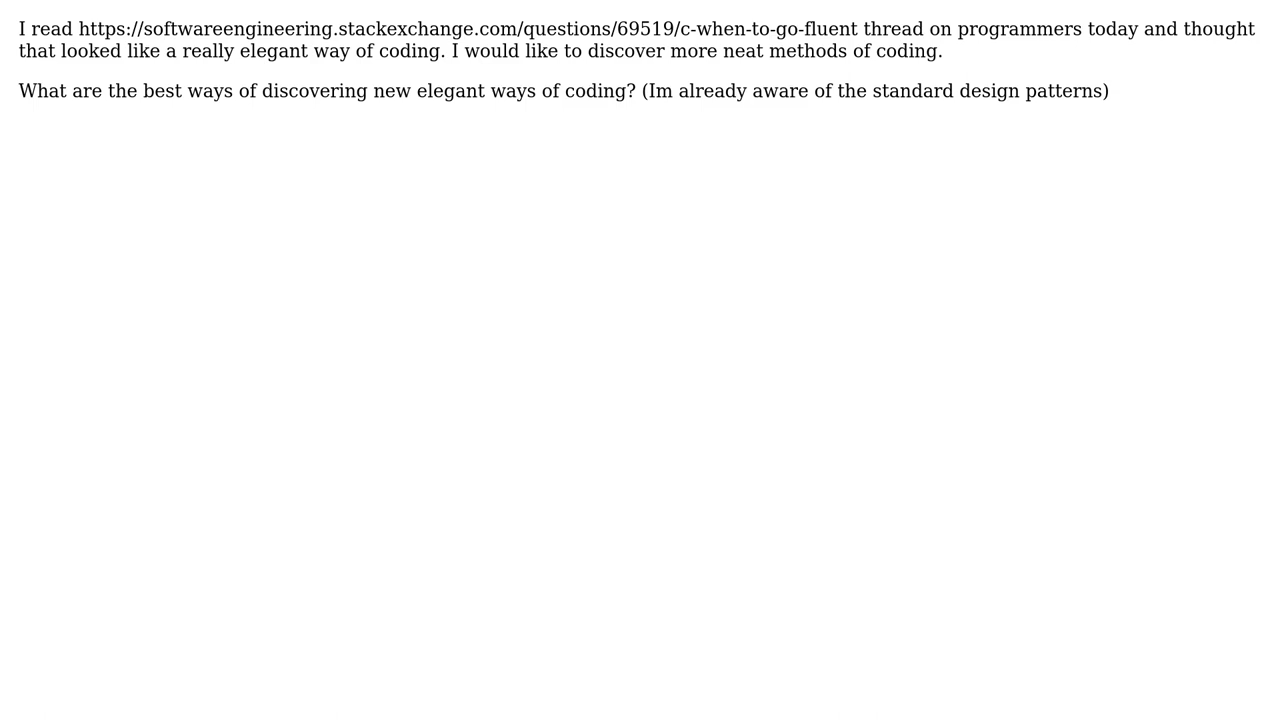 I read https://softwareengineering.stackexchange.com/questions/69519/c-when-to-go-fluent thread on programmers today and thought
that looked like a really elegant way of coding. I would like to discover more neat methods of coding.
What are the best ways of discovering new elegant ways of coding? (Im already aware of the standard design patterns)